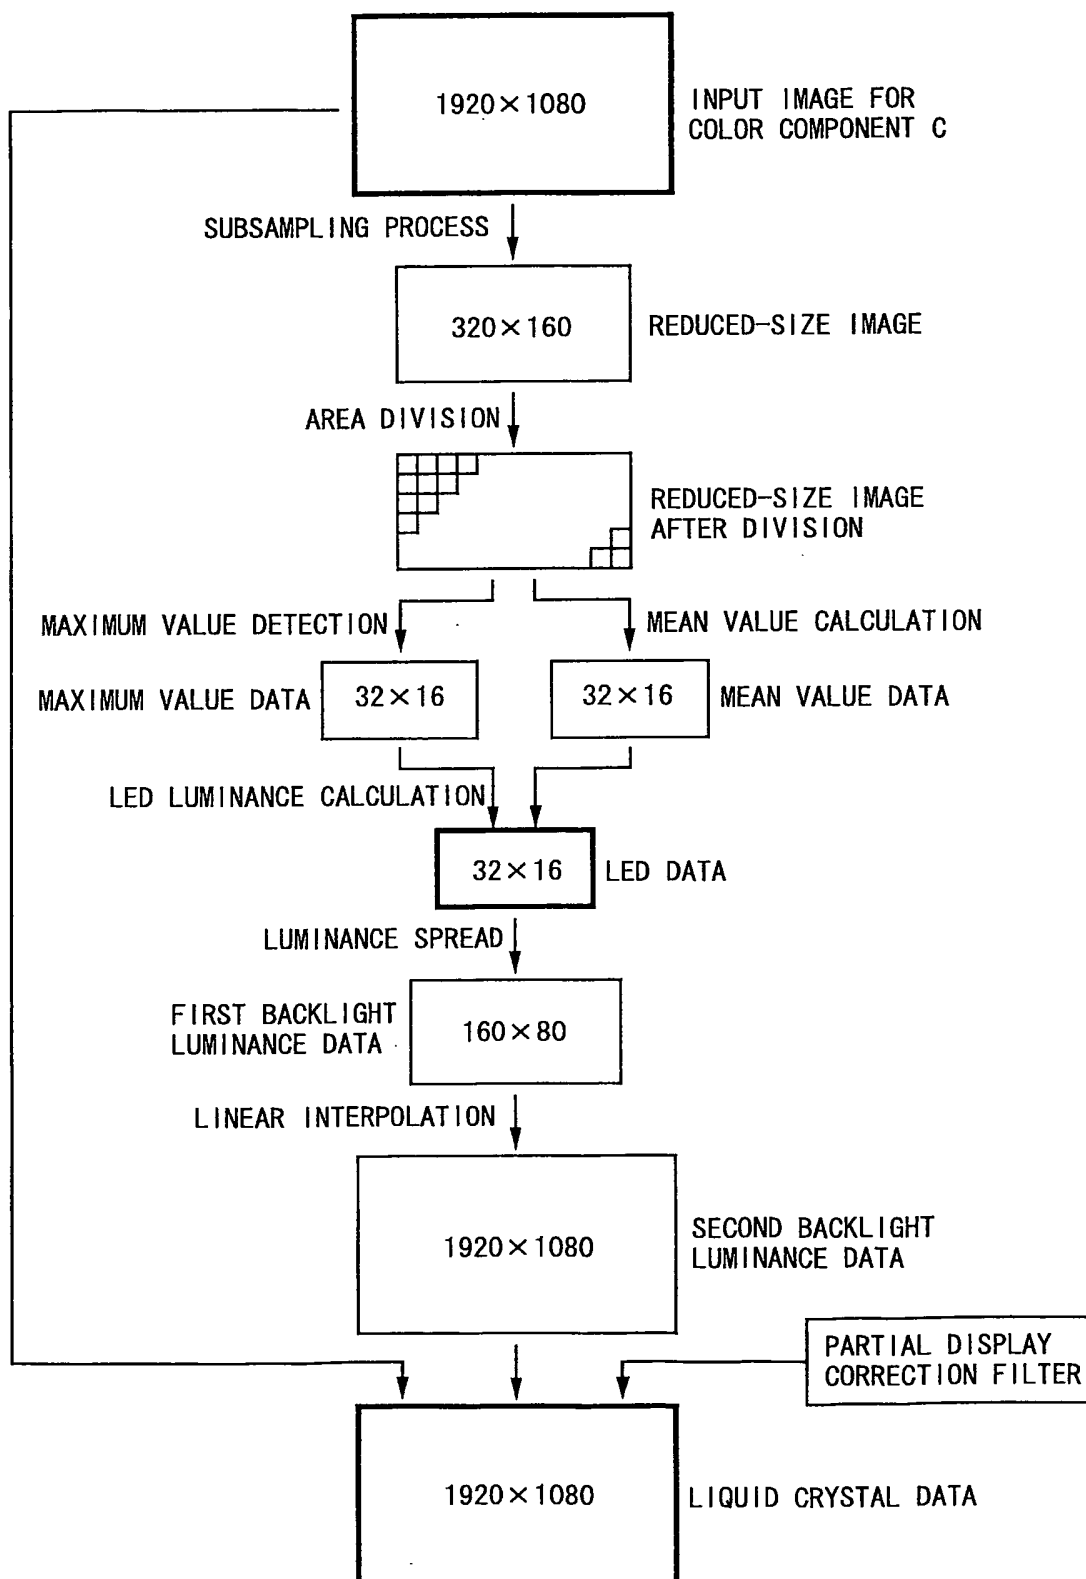 1920×1080
INPUT IMAGE FOR
COLOR COMPONENT C
SUBSAMPLING PROCESS
320×160
REDUCED-SIZE IMAGE
AREA DIVISION
REDUCED-SIZE IMAGE
AFTER DIVISION
MAXIMUM VALUE DETECTION
MEAN VALUE CALCULATION
MAXIMUM VALUE DATA
32×16
32×16
MEAN VALUE DATA
LED LUMINANCE CALCULATION
32×16
LED DATA
LUMINANCE SPREAD
FIRST BACKLIGHT
LUMINANCE DATA
160×80
LINEAR INTERPOLATION
1920×1080
SECOND BACKLIGHT
LUMINANCE DATA
PARTIAL DISPLAY
CORRECTION FILTER
1920×1080
LIQUID CRYSTAL DATA